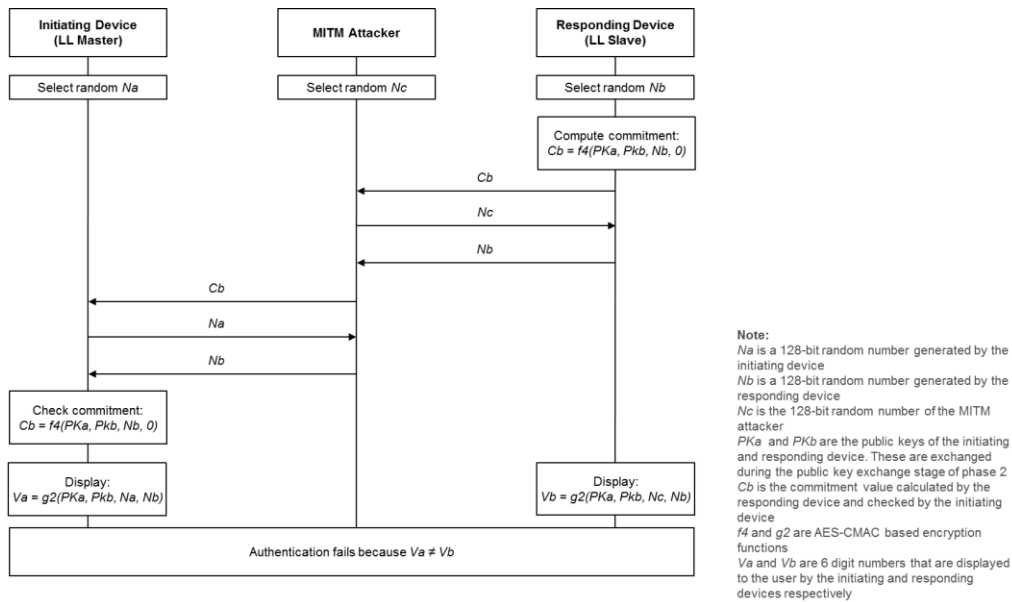 Initiating Device
(LL Master)
MITM Attacker
Responding Device
(LL Slave)
Select random Na
Select random Nc
Select random Nb
Compute commitment:
Cb = f4(PKa, Pkb, Nb, 0)
Cb
Nc
Nb
Cb
Na
Nb
Check commitment:
Cb = f4(PKa, Pkb, Nb, 0)
Display:
Va = g2(PKa, Pkb, Na, Nb)
Display:
Vb = g2(PKa, Pkb, Nc, Nb)
Authentication fails because Va ≠ Vb
Note:
Na is a 128-bit random number generated by the
initiating device
Nb is a 128-bit random number generated by the
responding device
Nc is the 128-bit random number of the MITM
attacker
PKa and PKb are the public keys of the initiating
and responding device. These are exchanged
during the public key exchange stage of phase 2
Cb is the commitment value calculated by the
responding device and checked by the initiating
device
f4 and g2 are AES-CMAC based encryption
functions
Va and Vb are 6 digit numbers that are displayed
to the user by the initiating and responding
devices respectively